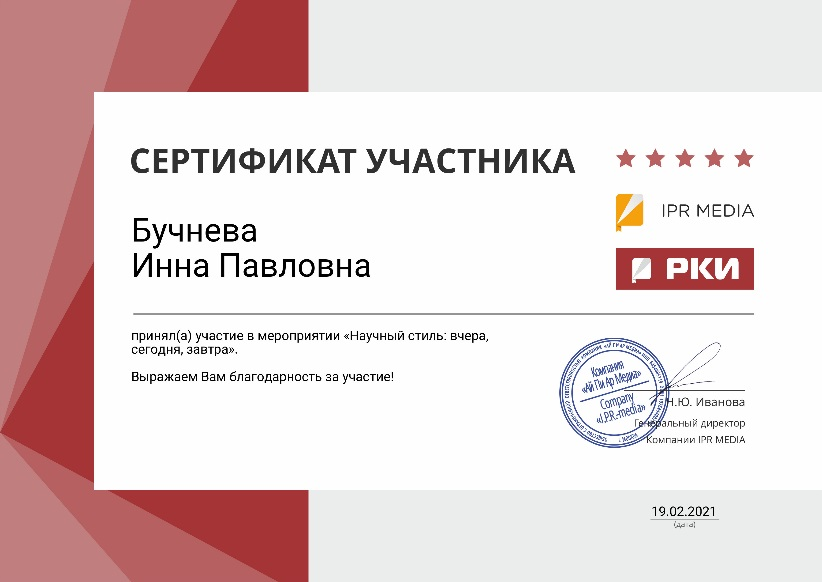 СЕРТИФИКАТ УЧАСТНИКА
Бучнева
Инна Павловна
IPR MEDIA
РКИ
принял(а) участие в мероприятии «Научный стиль: вчера,
сегодня, завтра».
Выражаем Вам благодарность за участие!
Компания
«Ай Пи Ар Медиа»
Company
«I.P.R.-media»
Н.Ю. Иванова
Генеральный директор
Компании IPR MEDIA
19.02.2021
(дата)